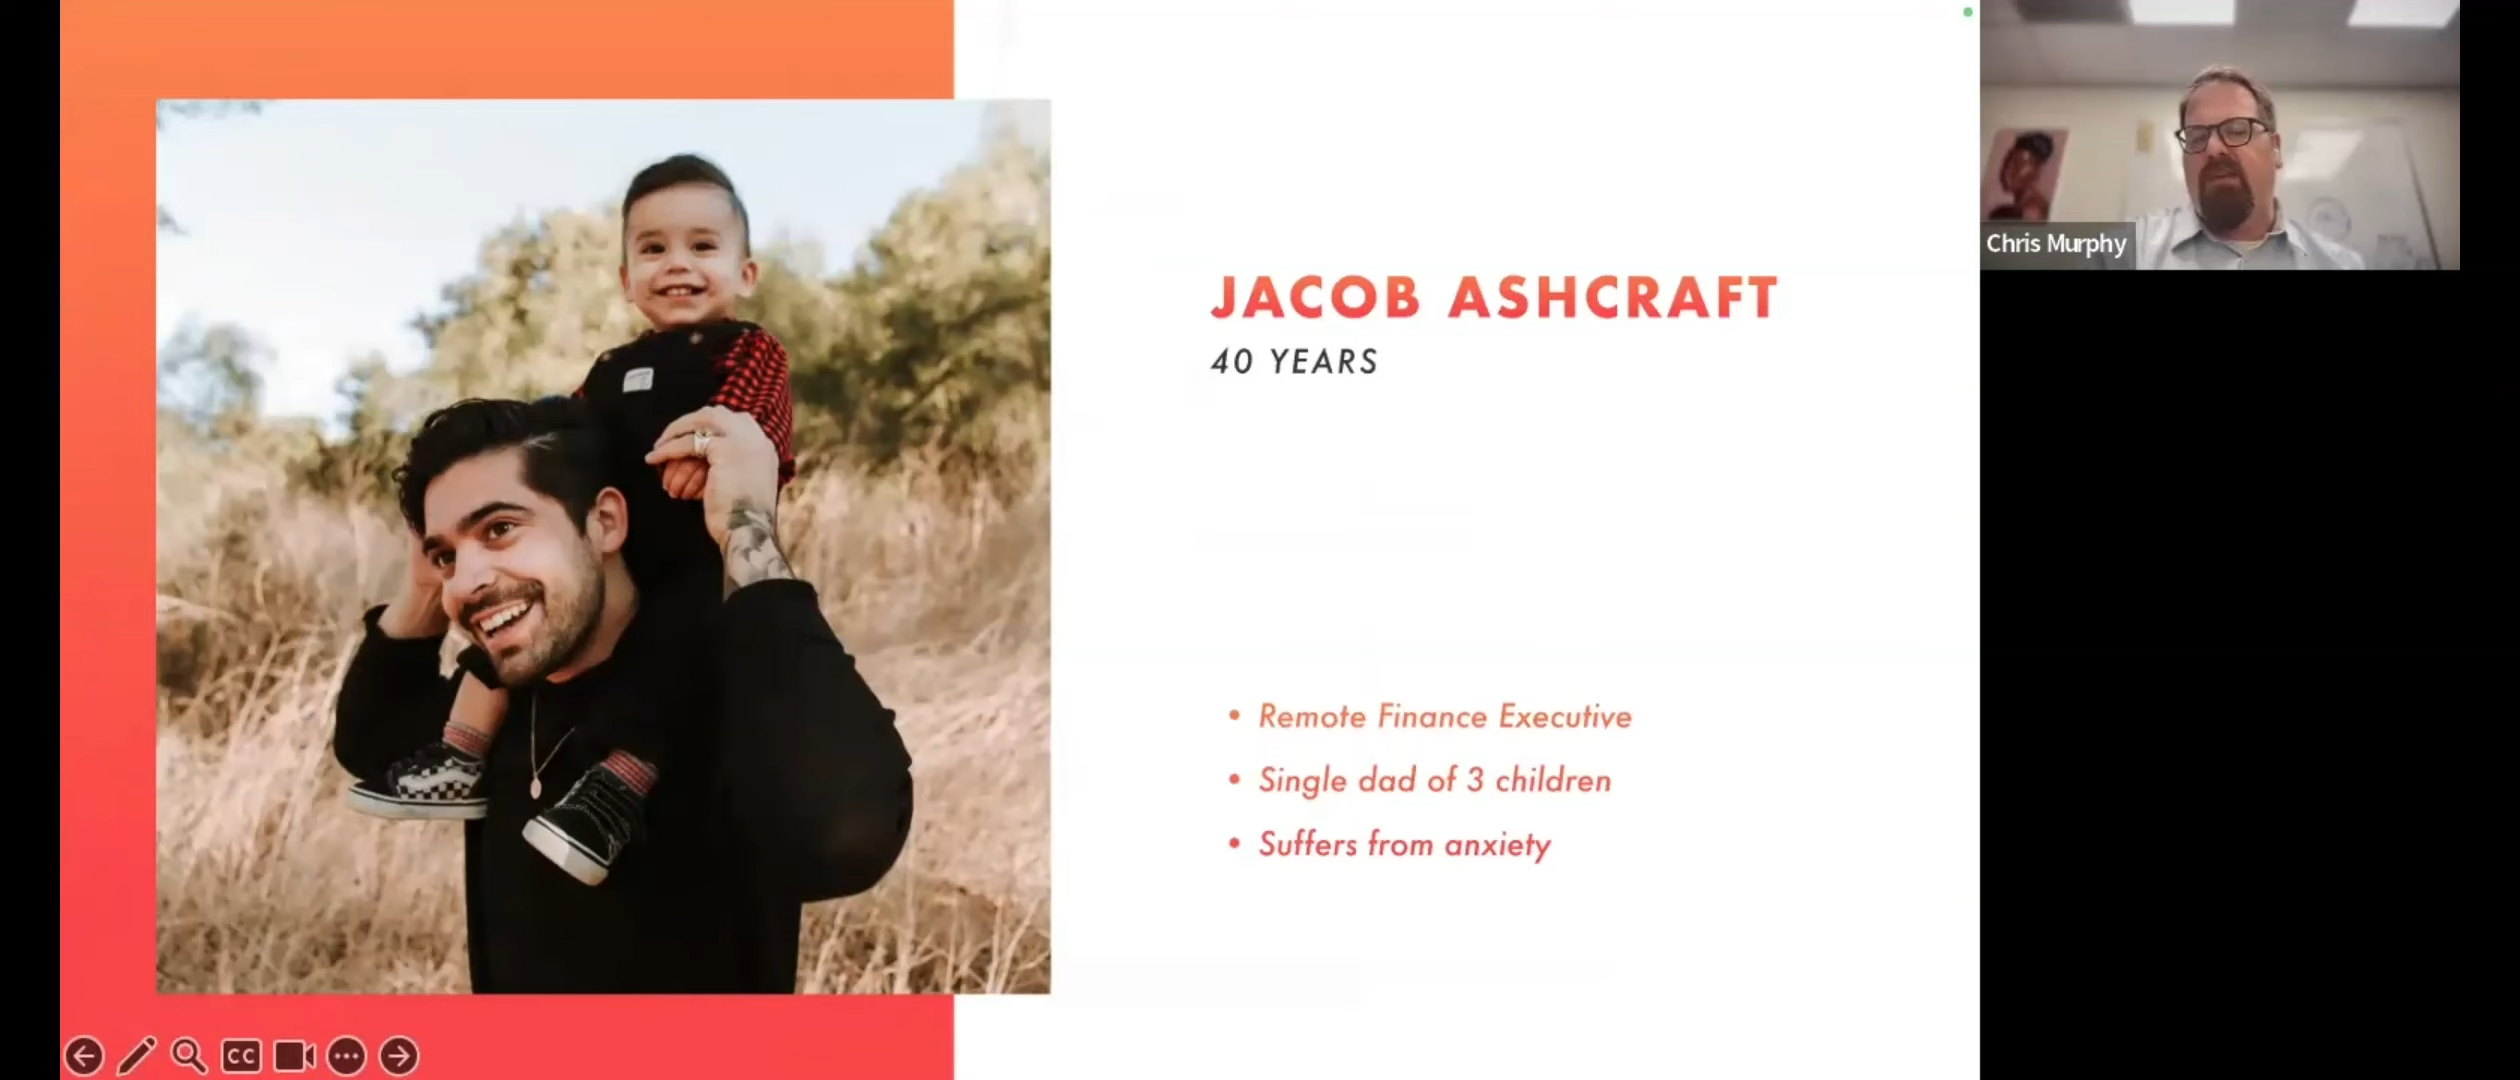 JACOB ASHCRAFT
40 YEARS
• Remote Finance Executive
• Single dad of 3 children
• Suffers from anxiety
Chris Murphy
CC